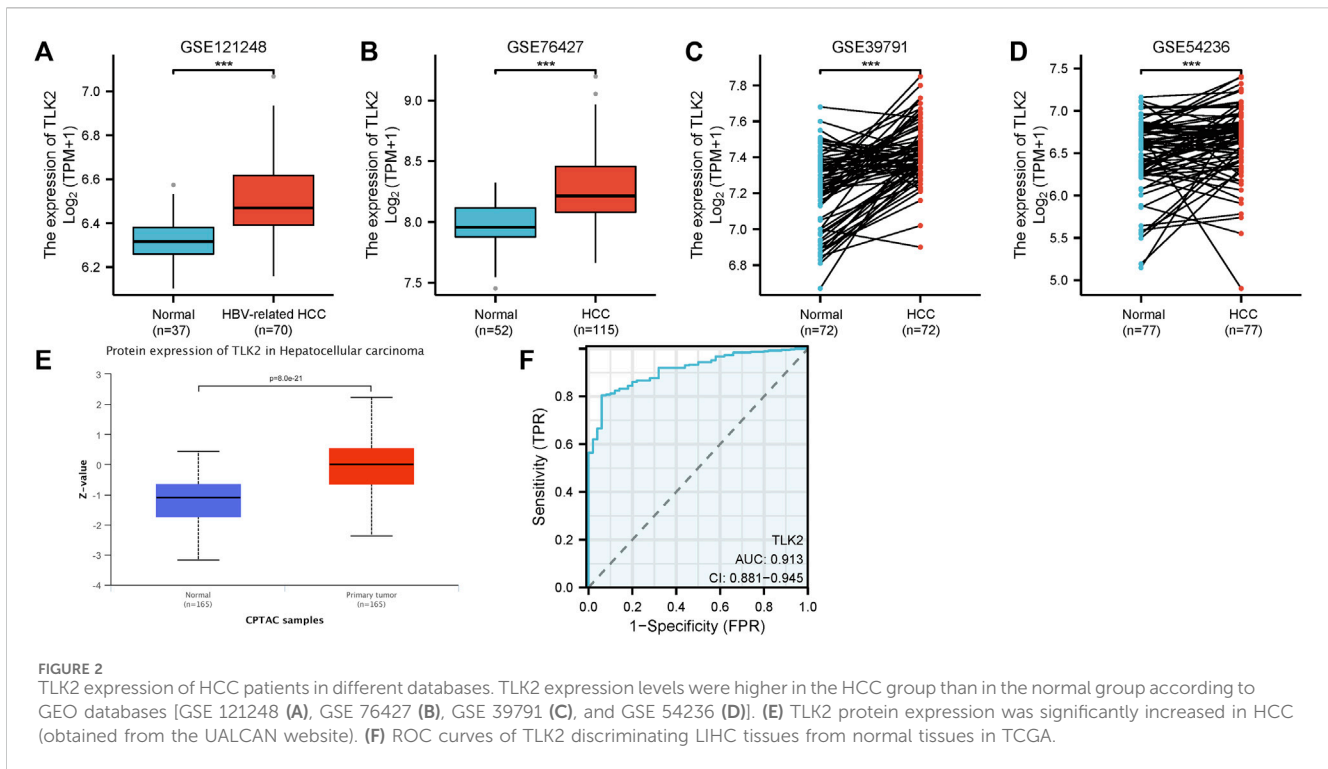 A
GSE121248
***
The expression of TLK2
Log2 (TPM+1)
7.0
6.8
6.6
6.4
6.2
Normal
(n=37)
HBV-related HCC
(n=70)
B
GSE76427
***
The expression of TLK2
Log2 (TPM+1)
9.0
8.5
8.0
7.5
Normal
(n=52)
HCC
(n=115)
C
GSE39791
***
The expression of TLK2
Log2 (TPM+1)
7.8
7.6
7.4
7.2
7.0
6.8
Normal
(n=72)
HCC
(n=72)
D
GSE54236
***
The expression of TLK2
Log2 (TPM+1)
7.5
7.0
6.5
6.0
5.5
5.0
Normal
(n=77)
HCC
(n=77)
E
Protein expression of TLK2 in Hepatocellular carcinoma
p=8.0e-21
Z-value
3
2
1
0
-1
-2
-3
-4
Normal
(n=165)
Primary tumor
(n=165)
CPTAC samples
F
Sensitivity (TPR)
1.0
0.8
0.6
0.4
0.2
0.0
TLK2
AUC: 0.913
CI: 0.881−0.945
0.0 0.2 0.4 0.6 0.8 1.0
1−Specificity (FPR)
FIGURE 2
TLK2 expression of HCC patients in different databases. TLK2 expression levels were higher in the HCC group than in the normal group according to
GEO databases [GSE 121248 (A), GSE 76427 (B), GSE 39791 (C), and GSE 54236 (D)]. (E) TLK2 protein expression was significantly increased in HCC
(obtained from the UALCAN website). (F) ROC curves of TLK2 discriminating LIHC tissues from normal tissues in TCGA.